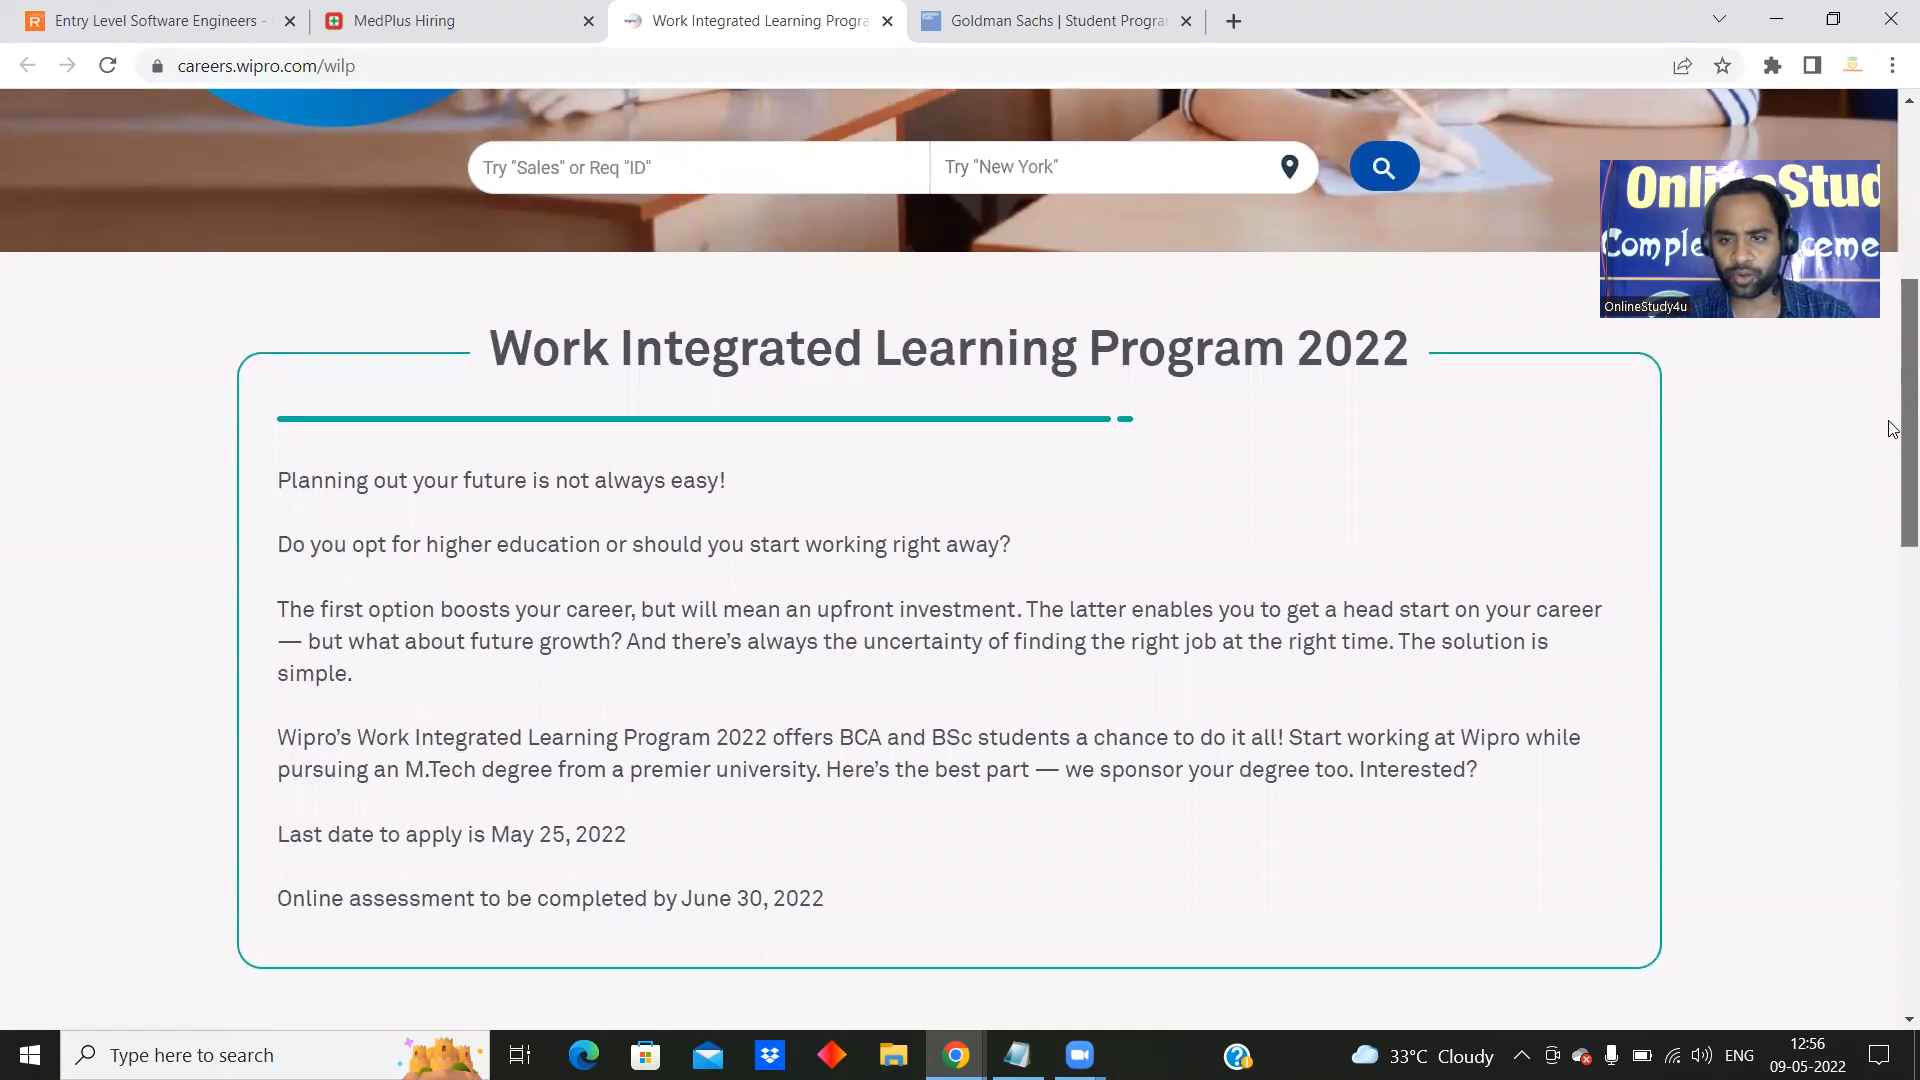 Entry Level Software Engineers -
MedPlus Hiring
Work Integrated Learning Progra
Goldman Sachs | Student Progra
careers.wipro.com/wilp
Try "Sales" or Req "ID"
Try "New York"
OnlineStud
Comple ceme
OnlineStudy4u
Work Integrated Learning Program 2022
Planning out your future is not always easy!
Do you opt for higher education or should you start working right away?
The first option boosts your career, but will mean an upfront investment. The latter enables you to get a head start on your career
— but what about future growth? And there's always the uncertainty of finding the right job at the right time. The solution is
simple.
Wipro's Work Integrated Learning Program 2022 offers BCA and BSc students a chance to do it all! Start working at Wipro while
pursuing an M.Tech degree from a premier university. Here's the best part — we sponsor your degree too. Interested?
Last date to apply is May 25, 2022
Online assessment to be completed by June 30, 2022
Type here to search
33°C Cloudy
ENG
12:56
09-05-2022